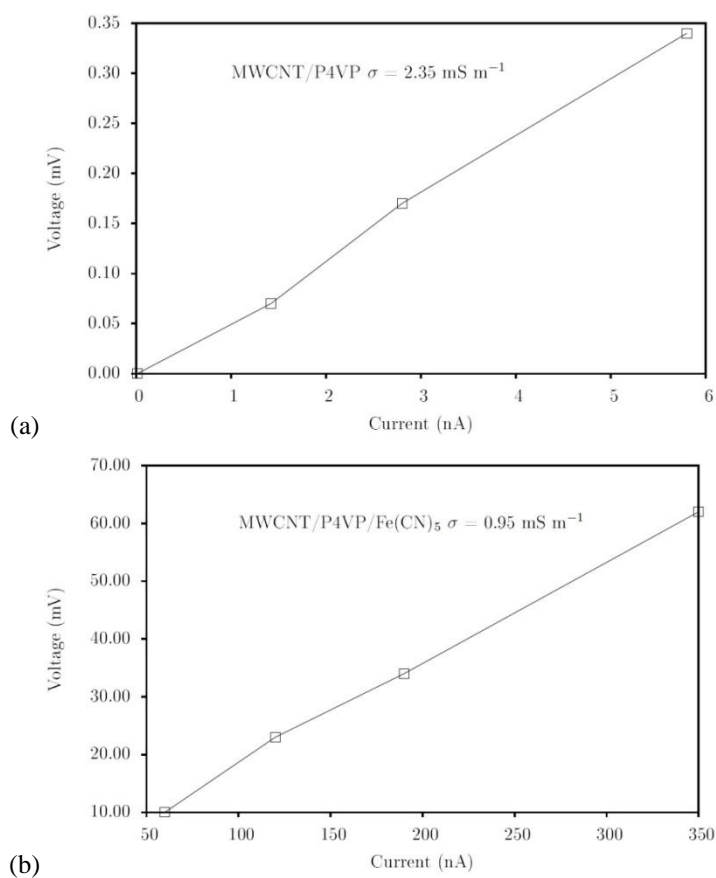 0.35
MWCNT/P4VP σ = 2.35 mS m⁻¹
0.30
0.25
Voltage (mV)
0.20
0.15
0.10
0.05
0.00
0 1 2 3 4 5 6
Current (nA)
(a)
70.00
MWCNT/P4VP/Fe(CN)₅ σ = 0.95 mS m⁻¹
60.00
50.00
Voltage (mV)
40.00
30.00
20.00
10.00
50 100 150 200 250 300 350
Current (nA)
(b)